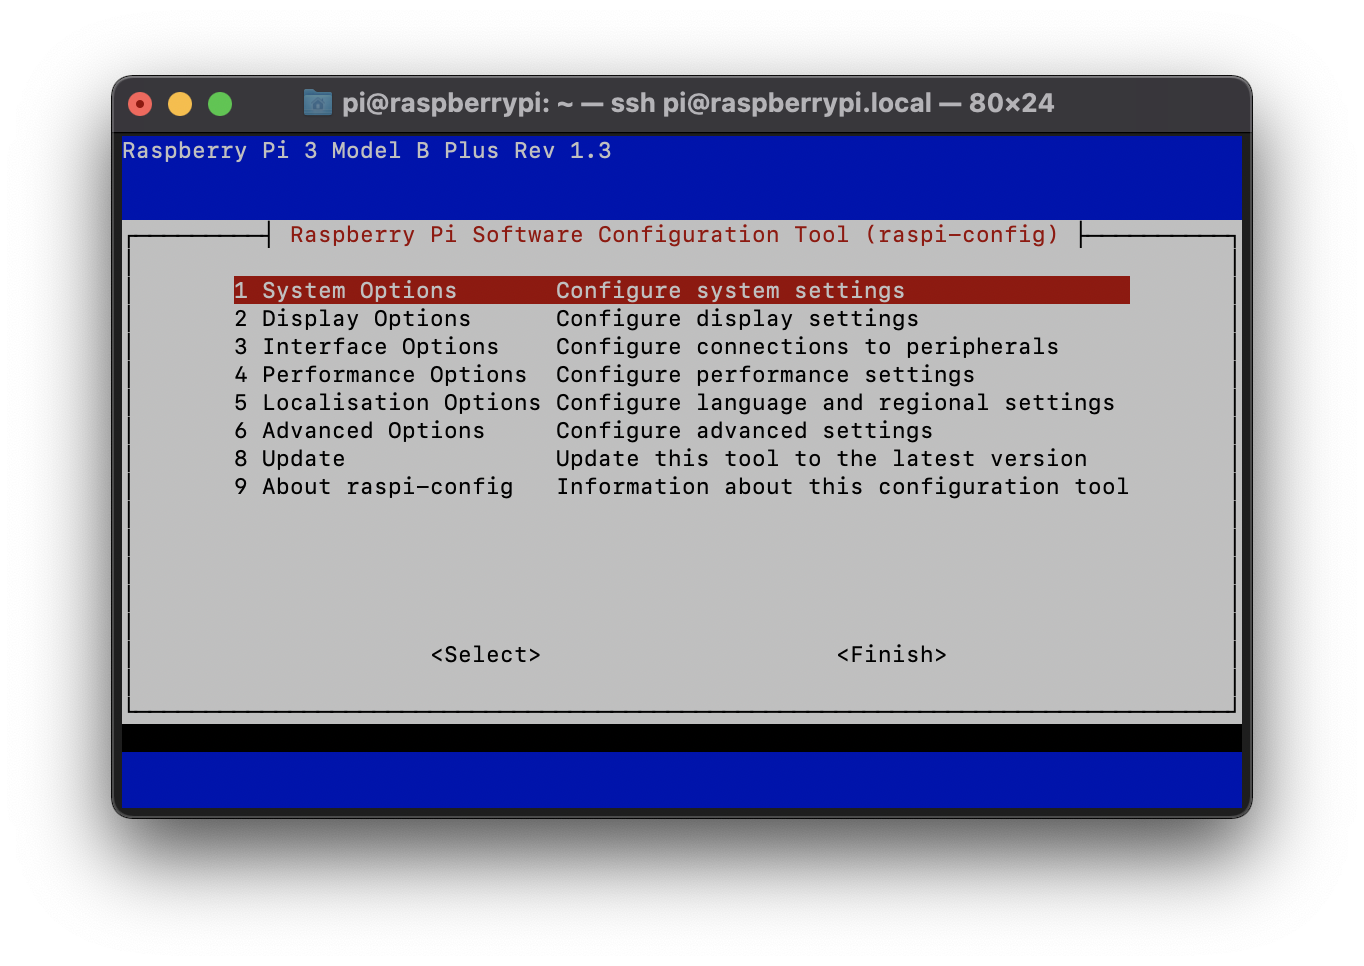 pi@raspberrypi: ~ — ssh pi@raspberrypi.local — 80×24
Raspberry Pi 3 Model B Plus Rev 1.3
Raspberry Pi Software Configuration Tool (raspi-config)
1 System Options Configure system settings
2 Display Options Configure display settings
3 Interface Options Configure connections to peripherals
4 Performance Options Configure performance settings
5 Localisation Options Configure language and regional settings
6 Advanced Options Configure advanced settings
8 Update Update this tool to the latest version
9 About raspi-config Information about this configuration tool
<Select> <Finish>